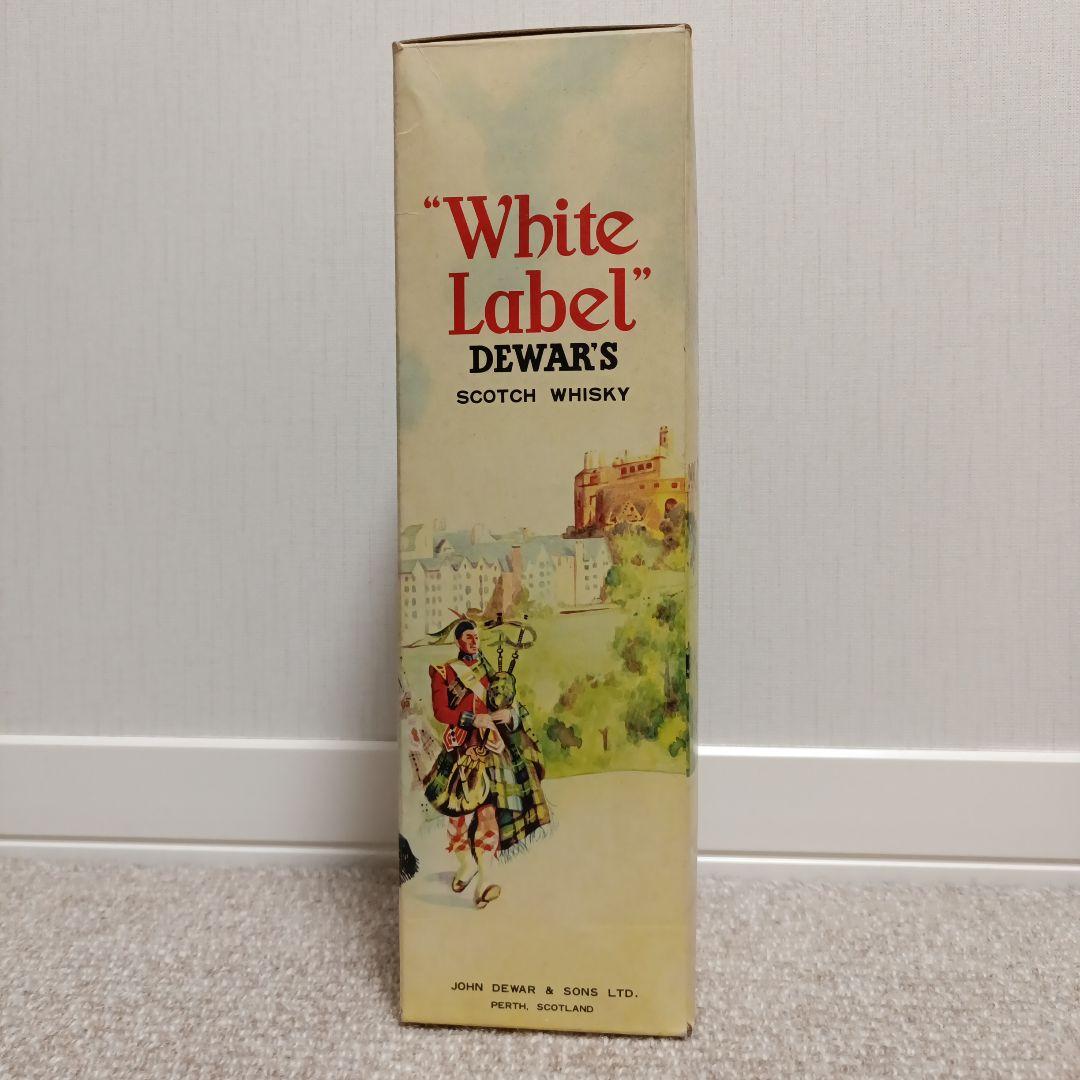 “White
Label”
DEWAR'S
SCOTCH WHISKY
JOHN DEWAR & SONS LTD.
PERTH, SCOTLAND